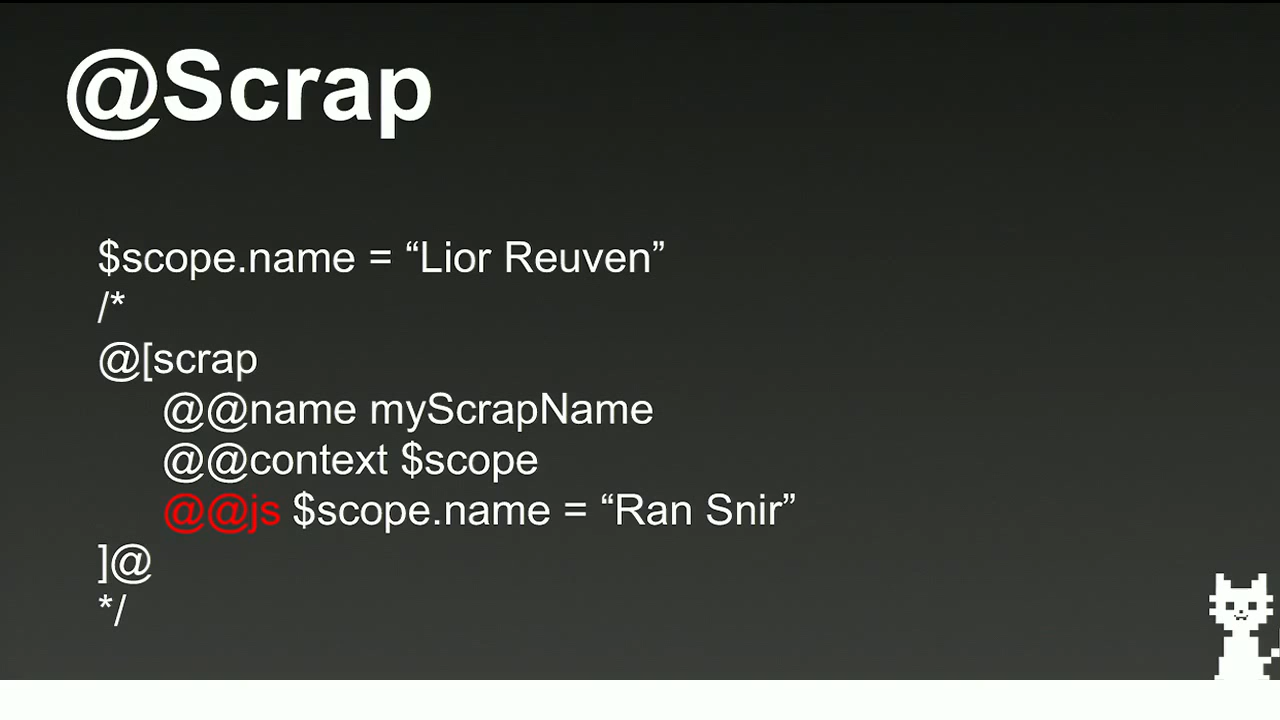 @Scrap
$scope.name = “Lior Reuven”
/*
@[scrap
@@name myScrapName
@@context $scope
@@js $scope.name = “Ran Snir”
]@
*/